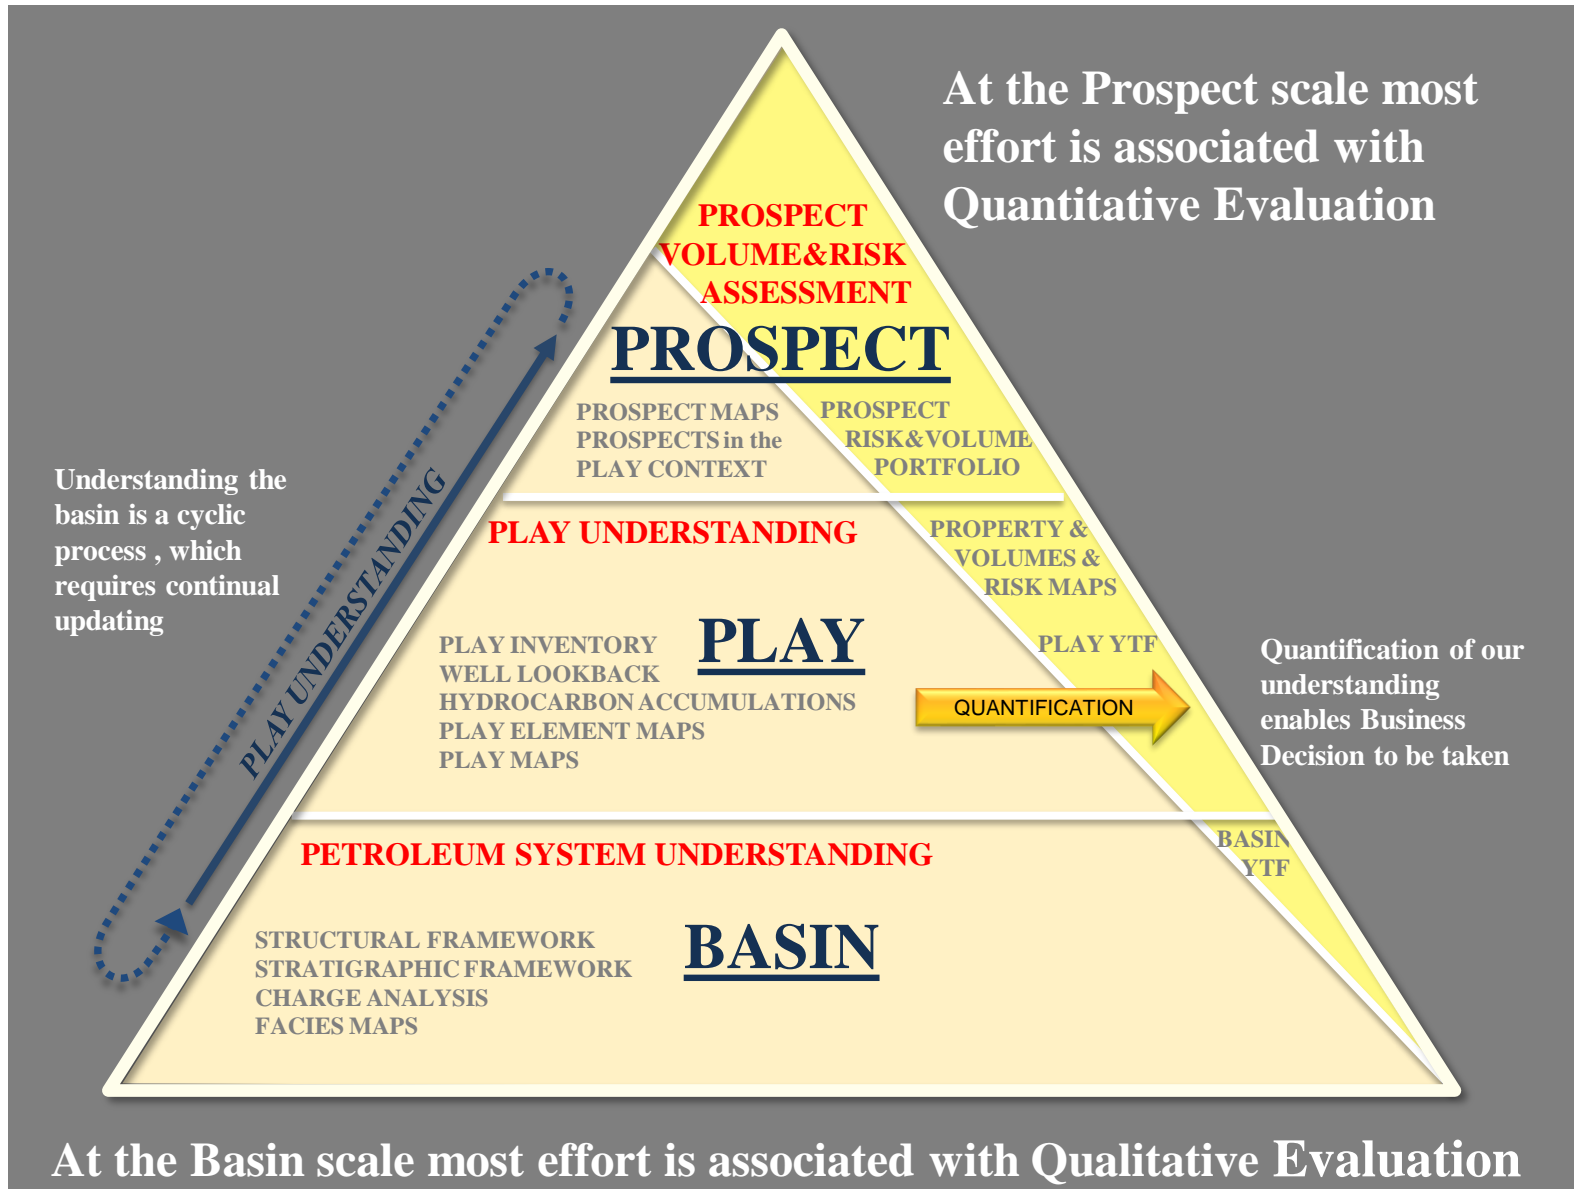 At the Prospect scale most
effort is associated with
Quantitative Evaluation
PROSPECT
VOLUME&RISK
ASSESSMENT
PROSPECT
PROSPECT MAPS
PROSPECTS in the
PLAY CONTEXT
PROSPECT
RISK&VOLUME
PORTFOLIO
Understanding the
basin is a cyclic
process , which
requires continual
updating
PLAY UNDERSTANDING
PLAY UNDERSTANDING
PROPERTY &
VOLUMES &
RISK MAPS
PLAY
PLAY INVENTORY
WELL LOOKBACK
HYDROCARBON ACCUMULATIONS
PLAY ELEMENT MAPS
PLAY MAPS
PLAY YTF
QUANTIFICATION
Quantification of our
understanding
enables Business
Decision to be taken
PETROLEUM SYSTEM UNDERSTANDING
BASIN
YTF
BASIN
STRUCTURAL FRAMEWORK
STRATIGRAPHIC FRAMEWORK
CHARGE ANALYSIS
FACIES MAPS
At the Basin scale most effort is associated with Qualitative Evaluation